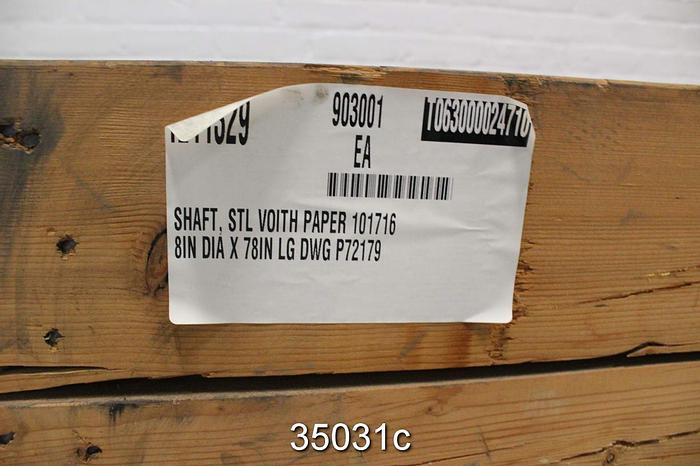 903001
T063000024710
EA
SHAFT, STL VOITH PAPER 101716
8IN DIA X 78IN LG DWG P72179
35031c